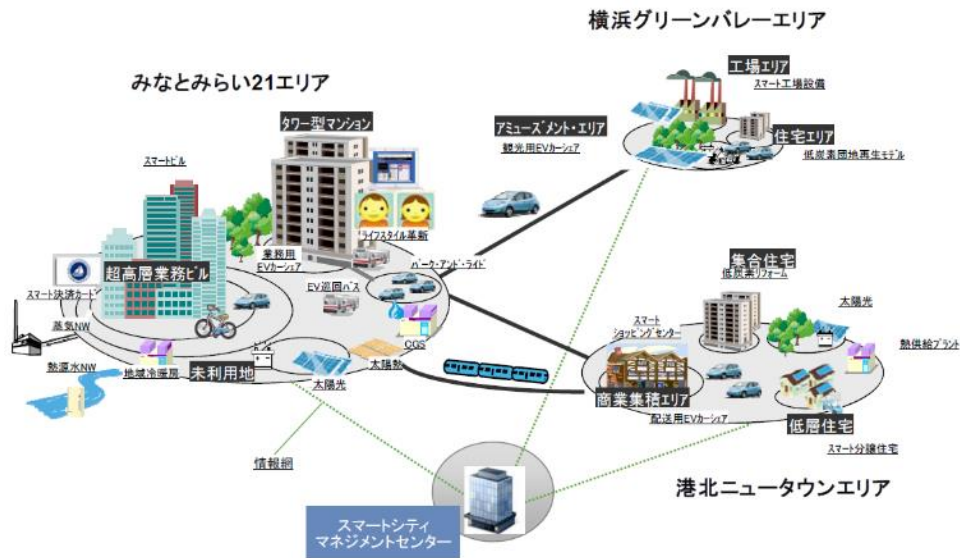 横浜グリーンバレーエリア
工場エリア
スマート工場設備
みなとみらい21エリア
タワー型マンション
アミューズメント・エリア
観光用EVカーシェア
住宅エリア
低炭素団地再生モデル
スマートビル
ライフスタイル革新
業務用
EVカーシェア
パーク・アンド・ライド
超高層業務ビル
集合住宅
低炭素リフォーム
スマート決済カード
EV巡回バス
太陽光
蒸気NW
スマート
ショッピングセンター
CGS
熱供給プラント
熱源水NW
地域冷暖房
未利用地
太陽光
太陽熱
商業集積エリア
配送用EVカーシェア
低層住宅
スマート分譲住宅
情報網
港北ニュータウンエリア
スマートシティ
マネジメントセンター